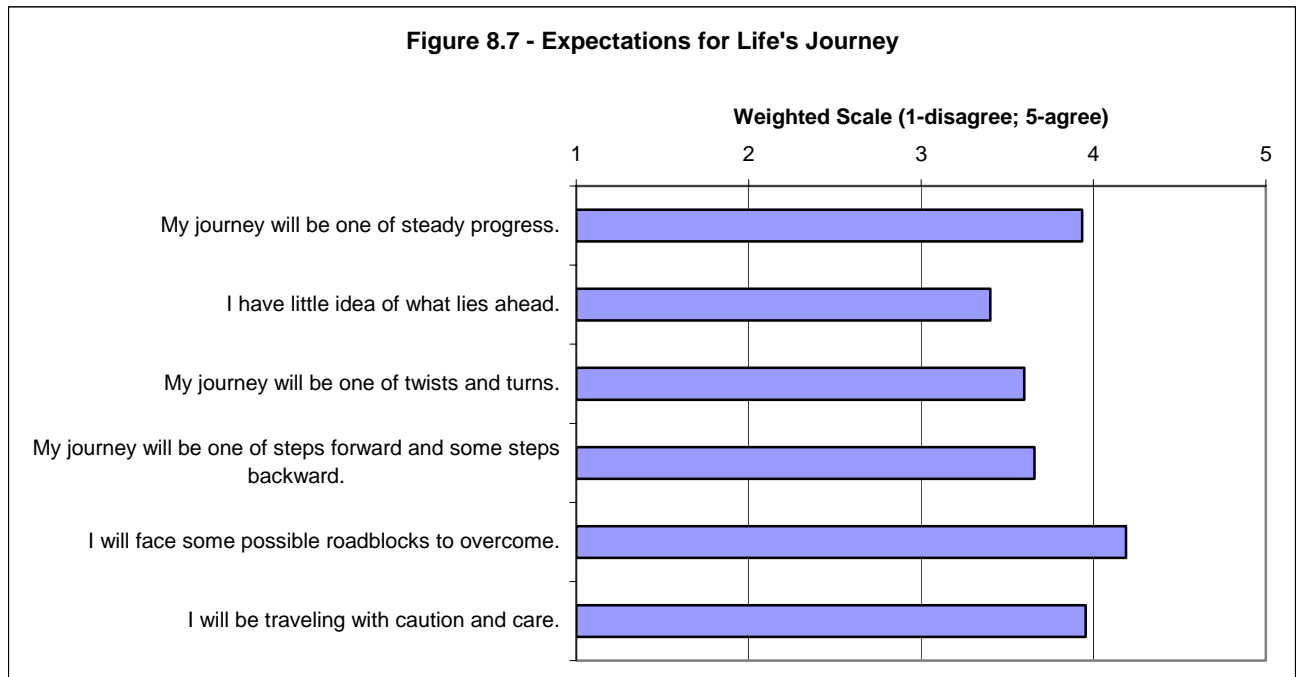 Figure 8.7 - Expectations for Life's Journey
Weighted Scale (1-disagree; 5-agree)
1 2 3 4 5
My journey will be one of steady progress.
I have little idea of what lies ahead.
My journey will be one of twists and turns.
My journey will be one of steps forward and some steps
backward.
I will face some possible roadblocks to overcome.
I will be traveling with caution and care.